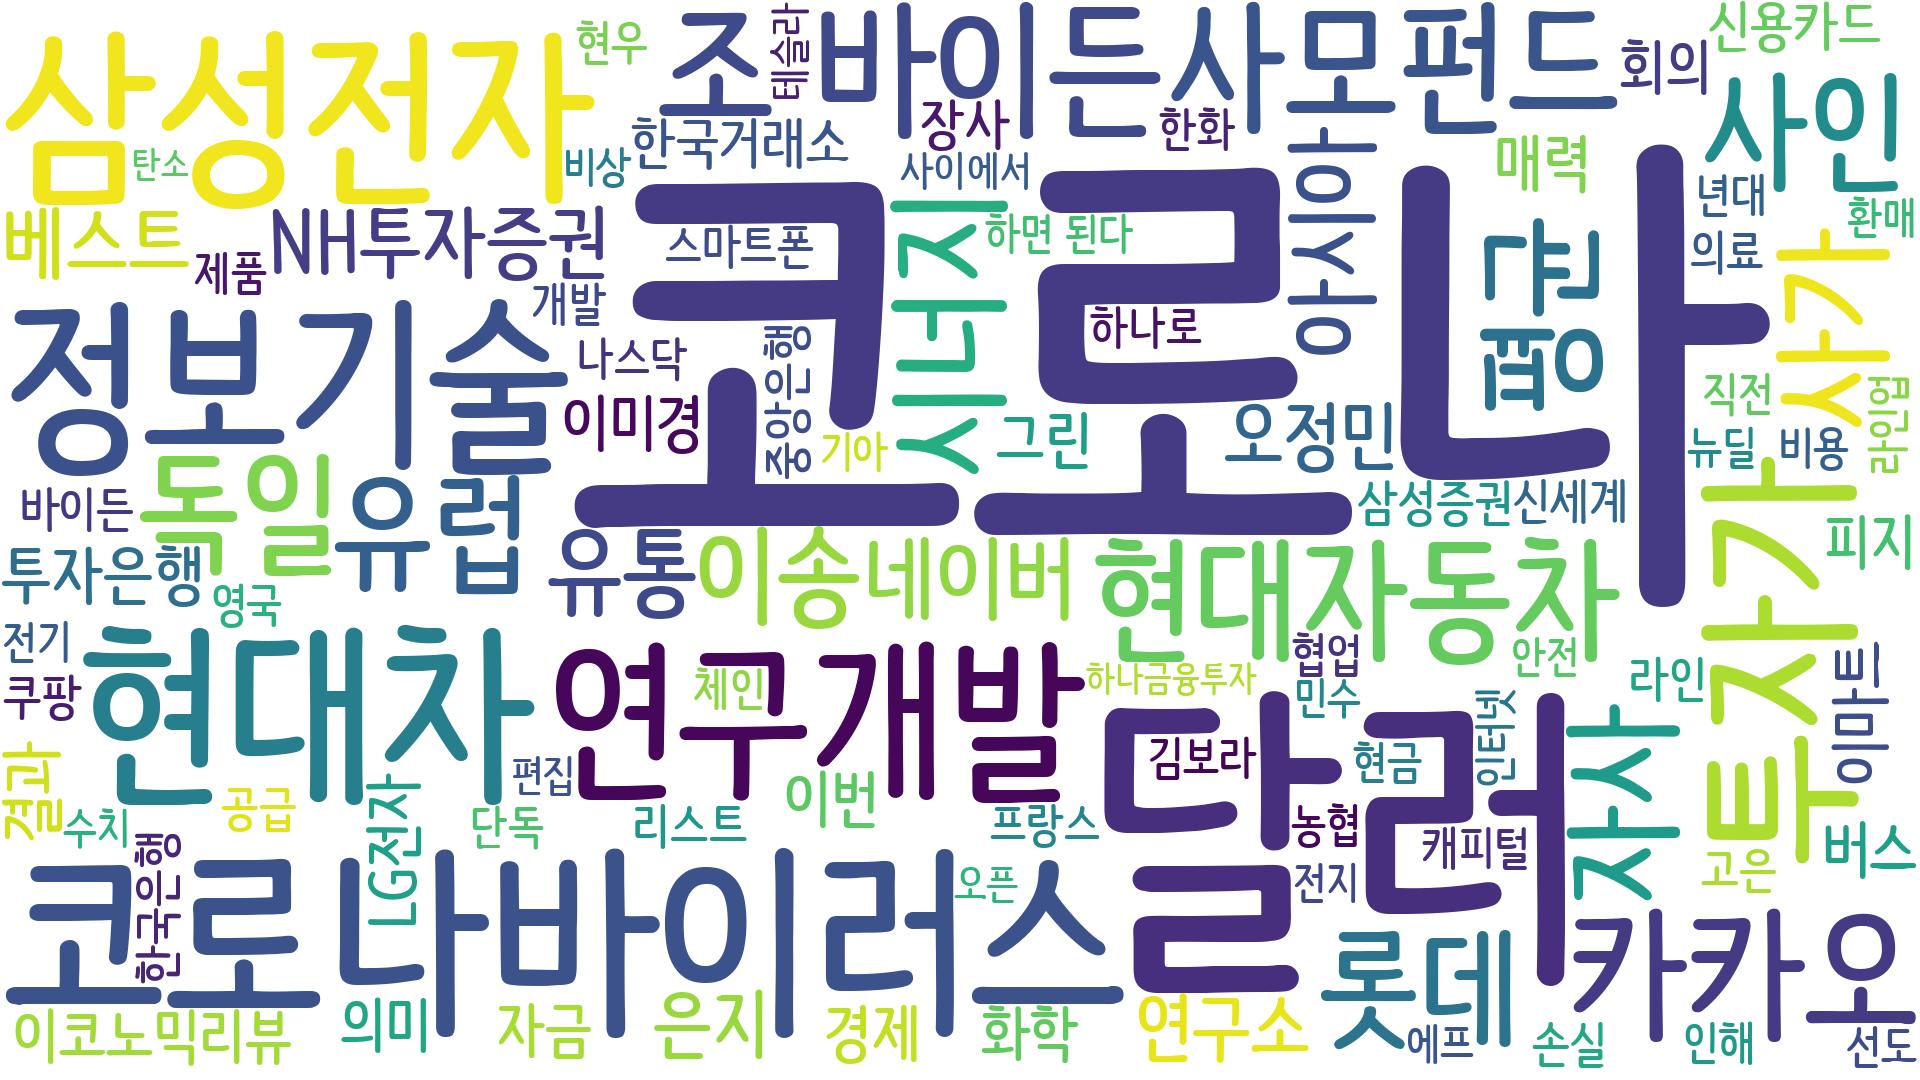 삼성전자
현우
조 바이든
테슬라
사모펀드
회의
신용카드
사인
탄소
비상
한국거래소
장사
사이에서
한화
아이시아
매력
년대
환매
베스트
제품
NH투자증권
개발
스마트폰
코로나
시너지
하면 된다
하나로
관영
의료
사가
정보기술
나스닥
이미경
중앙은행
기아
그린
오정민
직전
뉴딜
비용
라인업
바이든
독일
유럽
삼성증권
신세계
투자은행
영국
유통
이송
네이버
현대자동차
투자가
피지
전기
쿠팡
현대차
연구개발
체인
하나금융투자
협업
민수
안전
라인
이마티
결과
수치
공급
LG전자
편집
단독
리스트
이번
프랑스
달러
김보라
현금
인터넷
자사
농협
캐피털
전지
고은
버스
코로나바이러스
한국은행
오픈
롯데
카카오
이코노믹리뷰
의미
자금
은지
경제
화학
연구소
에프
손실
인해
선도